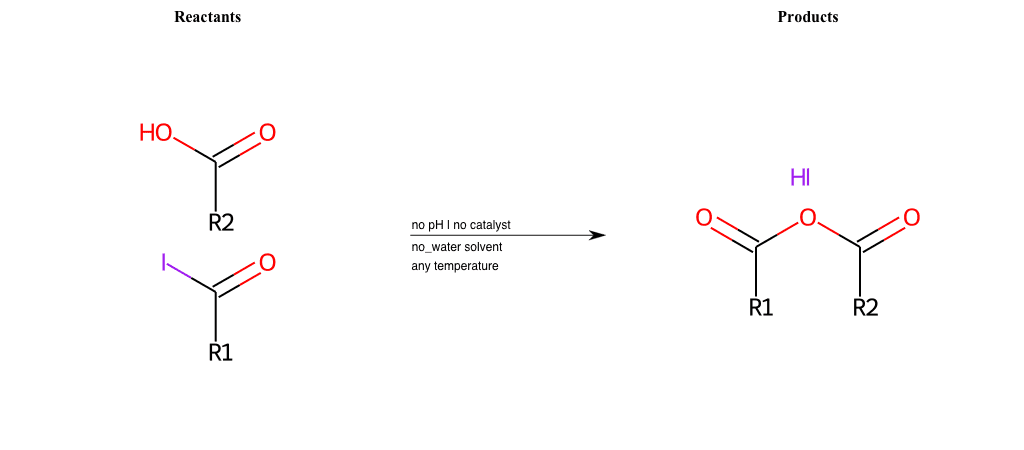 Reactants
Products
HO
O
R2
I
O
R1
no pH I no catalyst
no_water solvent
any temperature
HI
O
O
O
R1
R2